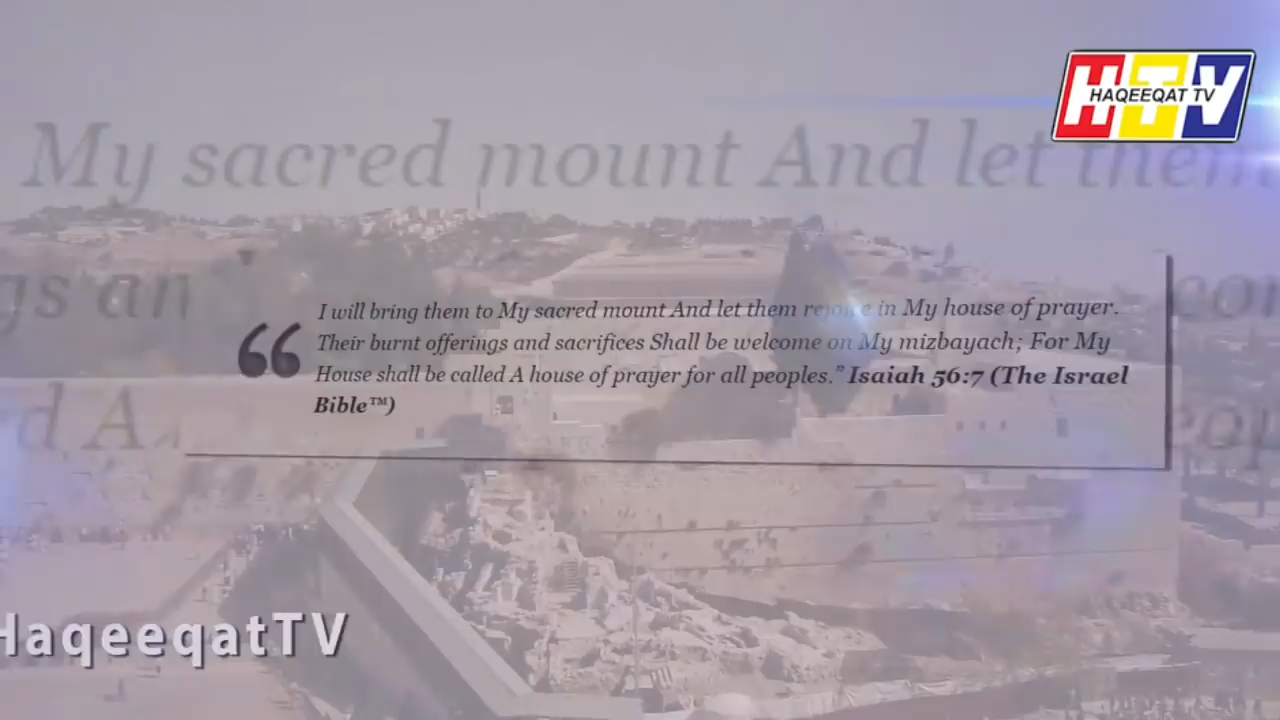 HTV
HAQEEQAT TV
My sacred mount And let them
gs an
I will bring them to My sacred mount And let them rejoice in My house of prayer.
“ Their burnt offerings and sacrifices Shall be welcome on My mizbayach; For My
House shall be called A house of prayer for all peoples.” Isaiah 56:7 (The Israel
Bible™)
d A
HaqeeqatTV